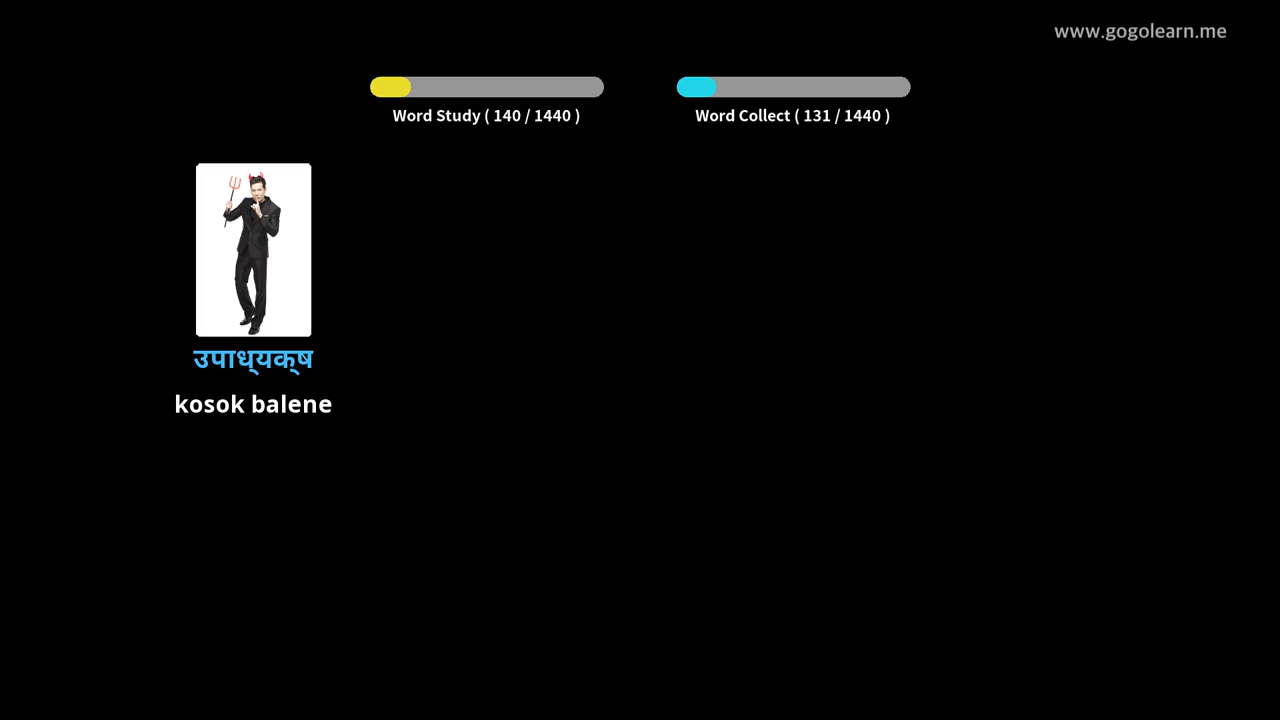 www.gogolearn.me
Word Study ( 140 / 1440 )
Word Collect ( 131 / 1440 )
उपाध्यक्ष
kosok balene